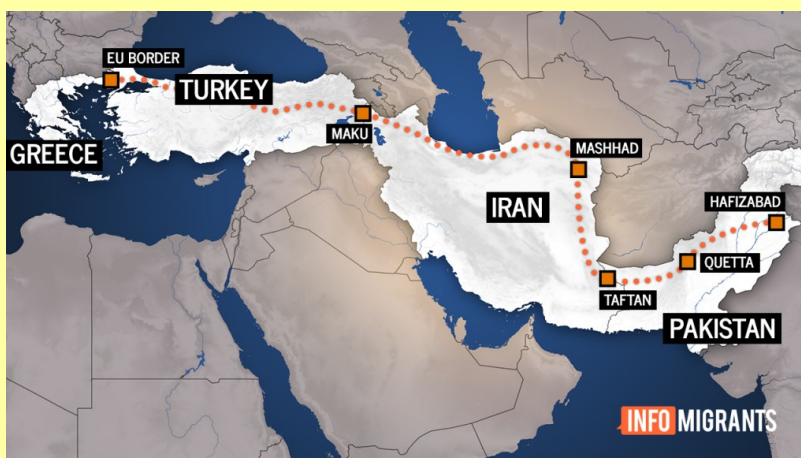 EU BORDER
TURKEY
MAKU
GREECE
MASHHAD
IRAN
HAFIZABAD
QUETTA
TAFTAN
PAKISTAN
INFO MIGRANTS